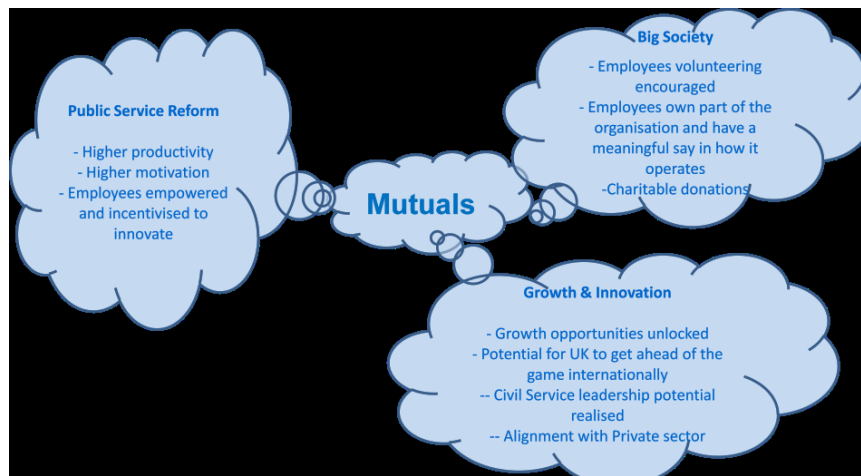 Public Service Reform
- Higher productivity
- Higher motivation
- Employees empowered
and incentivised to
innovate
Mutuals
Big Society
- Employees volunteering
encouraged
- Employees own part of the
organisation and have a
meaningful say in how it
operates
-Charitable donations
Growth & Innovation
- Growth opportunities unlocked
- Potential for UK to get ahead of the
game internationally
-- Civil Service leadership potential
realised
-- Alignment with Private sector